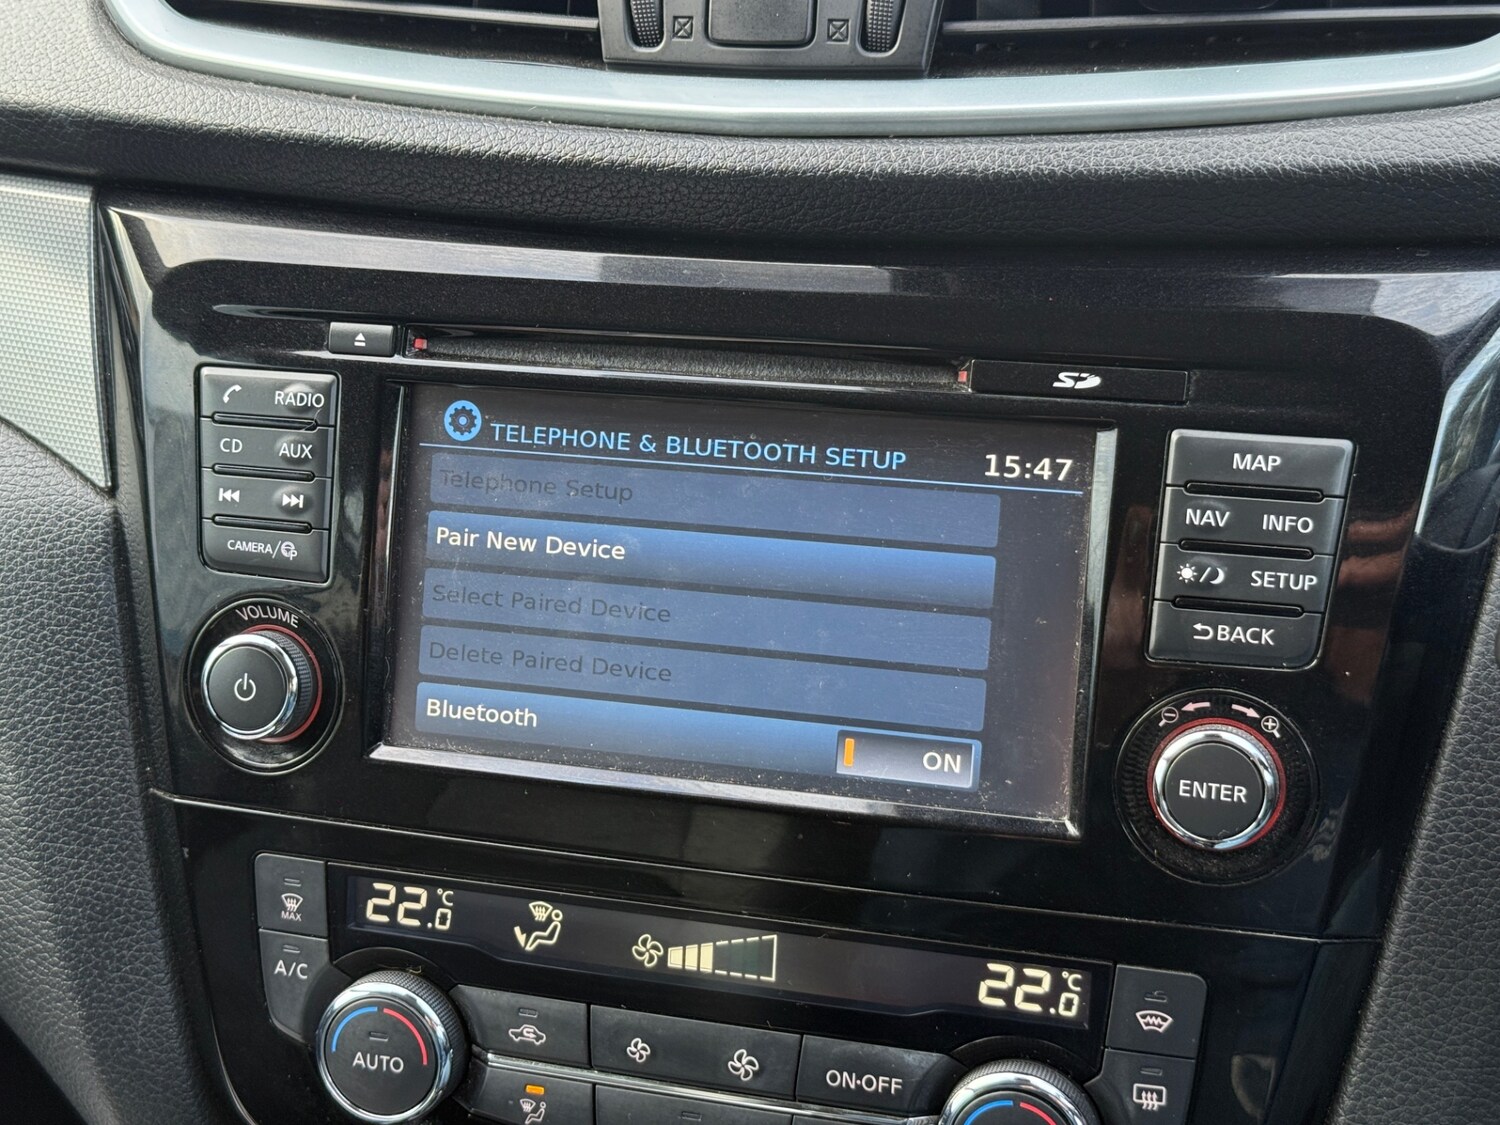 RADIO
CD AUX
CAMERA/
VOLUME
SD
TELEPHONE & BLUETOOTH SETUP
15:47
Telephone Setup
Pair New Device
Select Paired Device
Delete Paired Device
Bluetooth
ON
MAP
NAV INFO
SETUP
BACK
ENTER
22.0 °C
22.0 °C
MAX
A/C
AUTO
ON•OFF